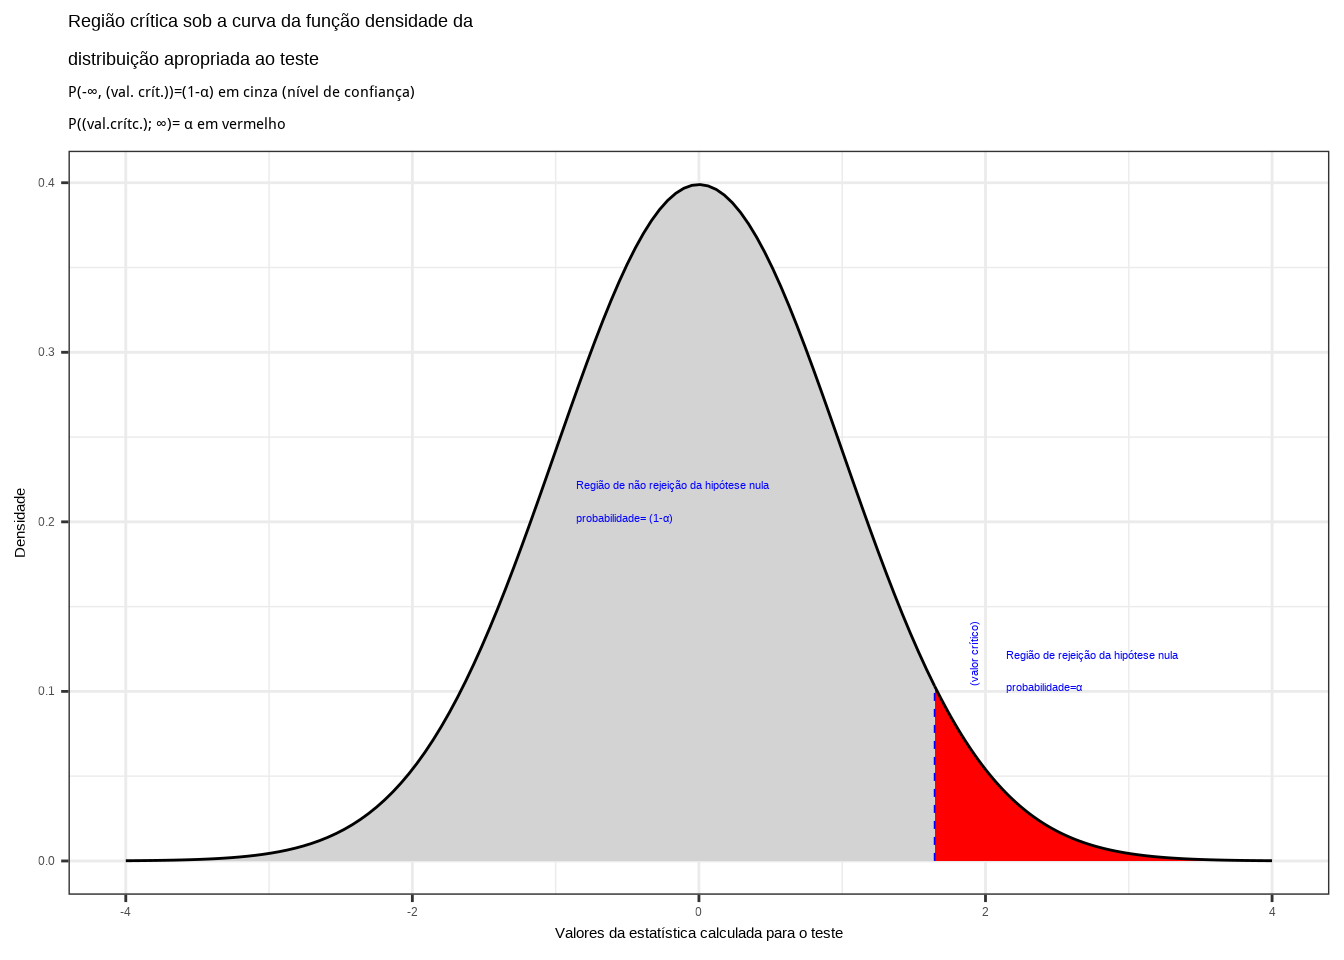 Região crítica sob a curva da função densidade da
distribuição apropriada ao teste
P(-∞, (val. crít.))=(1-α) em cinza (nível de confiança)
P((val.crítc.); ∞)= α em vermelho
0.4
0.3
0.2
0.1
0.0
Densidade
Região de não rejeição da hipótese nula
probabilidade= (1-α)
(valor crítico)
Região de rejeição da hipótese nula
probabilidade=α
-4
-2
0
2
4
Valores da estatística calculada para o teste